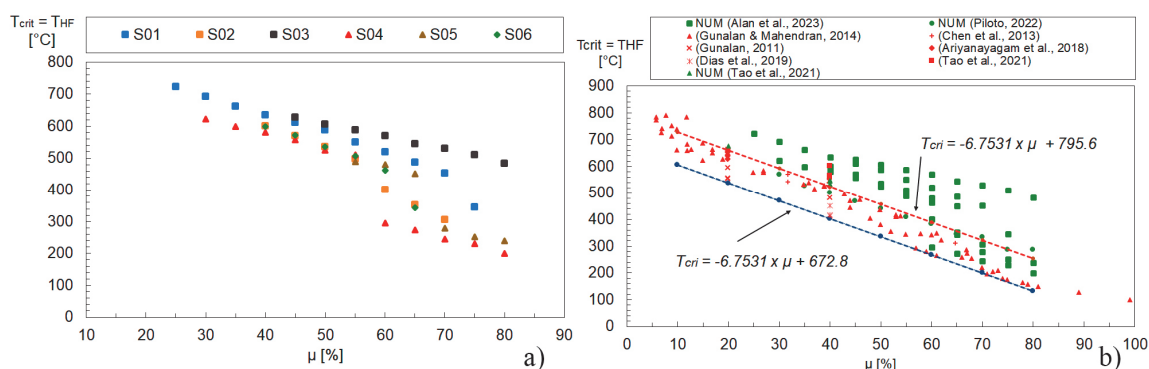 Tcrit = THF
[°C]
S01 S02 S03 S04 S05 S06
800
700
600
500
400
300
200
100
0
10 20 30 40 50 60 70 80 90
μ [%]
a)
NUM (Alan et al., 2023) NUM (Piloto, 2022)
(Gunalan & Mahendran, 2014) (Chen et al., 2013)
(Gunalan, 2011) (Ariyanayagam et al., 2018)
(Dias et al., 2019) (Tao et al., 2021)
NUM (Tao et al. 2021)
Tcrit = THF
[°C]
900
800
700
600
500
400
300
200
100
0
Tcri = -6.7531 x μ + 795.6
Tcri = -6.7531 x μ + 672.8
0 10 20 30 40 50 60 70 80 90 100
μ [%]
b)